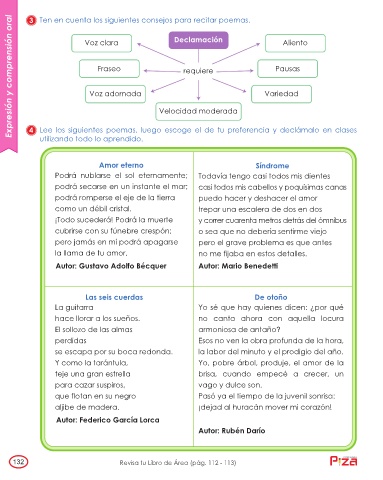 Expresión y comprensión oral
3 Ten en cuenta los siguientes consejos para recitar poemas.
Declamación
Voz clara
Aliento
Fraseo
requiere
Pausas
Voz adornada
Variedad
Velocidad moderada
4 Lee los siguientes poemas, luego escoge el de tu preferencia y declámalo en clases
utilizando todo lo aprendido.
Amor eterno
Podrá nublarse el sol eternamente;
podrá secarse en un instante el mar;
podrá romperse el eje de la tierra
como un débil cristal.
¡Todo sucederá! Podrá la muerte
cubrirse con su fúnebre crespón;
pero jamás en mí podrá apagarse
la llama de tu amor.
Autor: Gustavo Adolfo Bécquer
Síndrome
Todavía tengo casi todos mis dientes
casi todos mis cabellos y poquísimas canas
puedo hacer y deshacer el amor
trepar una escalera de dos en dos
y correr cuarenta metros detrás del ómnibus
o sea que no debería sentirme viejo
pero el grave problema es que antes
no me fijaba en estos detalles.
Autor: Mario Benedetti
Las seis cuerdas
La guitarra
hace llorar a los sueños.
El sollozo de las almas
perdidas
se escapa por su boca redonda.
Y como la tarántula,
teje una gran estrella
para cazar suspiros,
que flotan en su negro
aljibe de madera.
Autor: Federico García Lorca
De otoño
Yo sé que hay quienes dicen: ¿por qué
no canta ahora con aquella locura
armoniosa de antaño?
Esos no ven la obra profunda de la hora,
la labor del minuto y el prodigio del año.
Yo, pobre árbol, produje, el amor de la
brisa, cuando empecé a crecer, un
vago y dulce son.
Pasó ya el tiempo de la juvenil sonrisa:
¡dejad al huracán mover mi corazón!
Autor: Rubén Darío
132
Revisa tu Libro de Área (pág. 112 - 113)